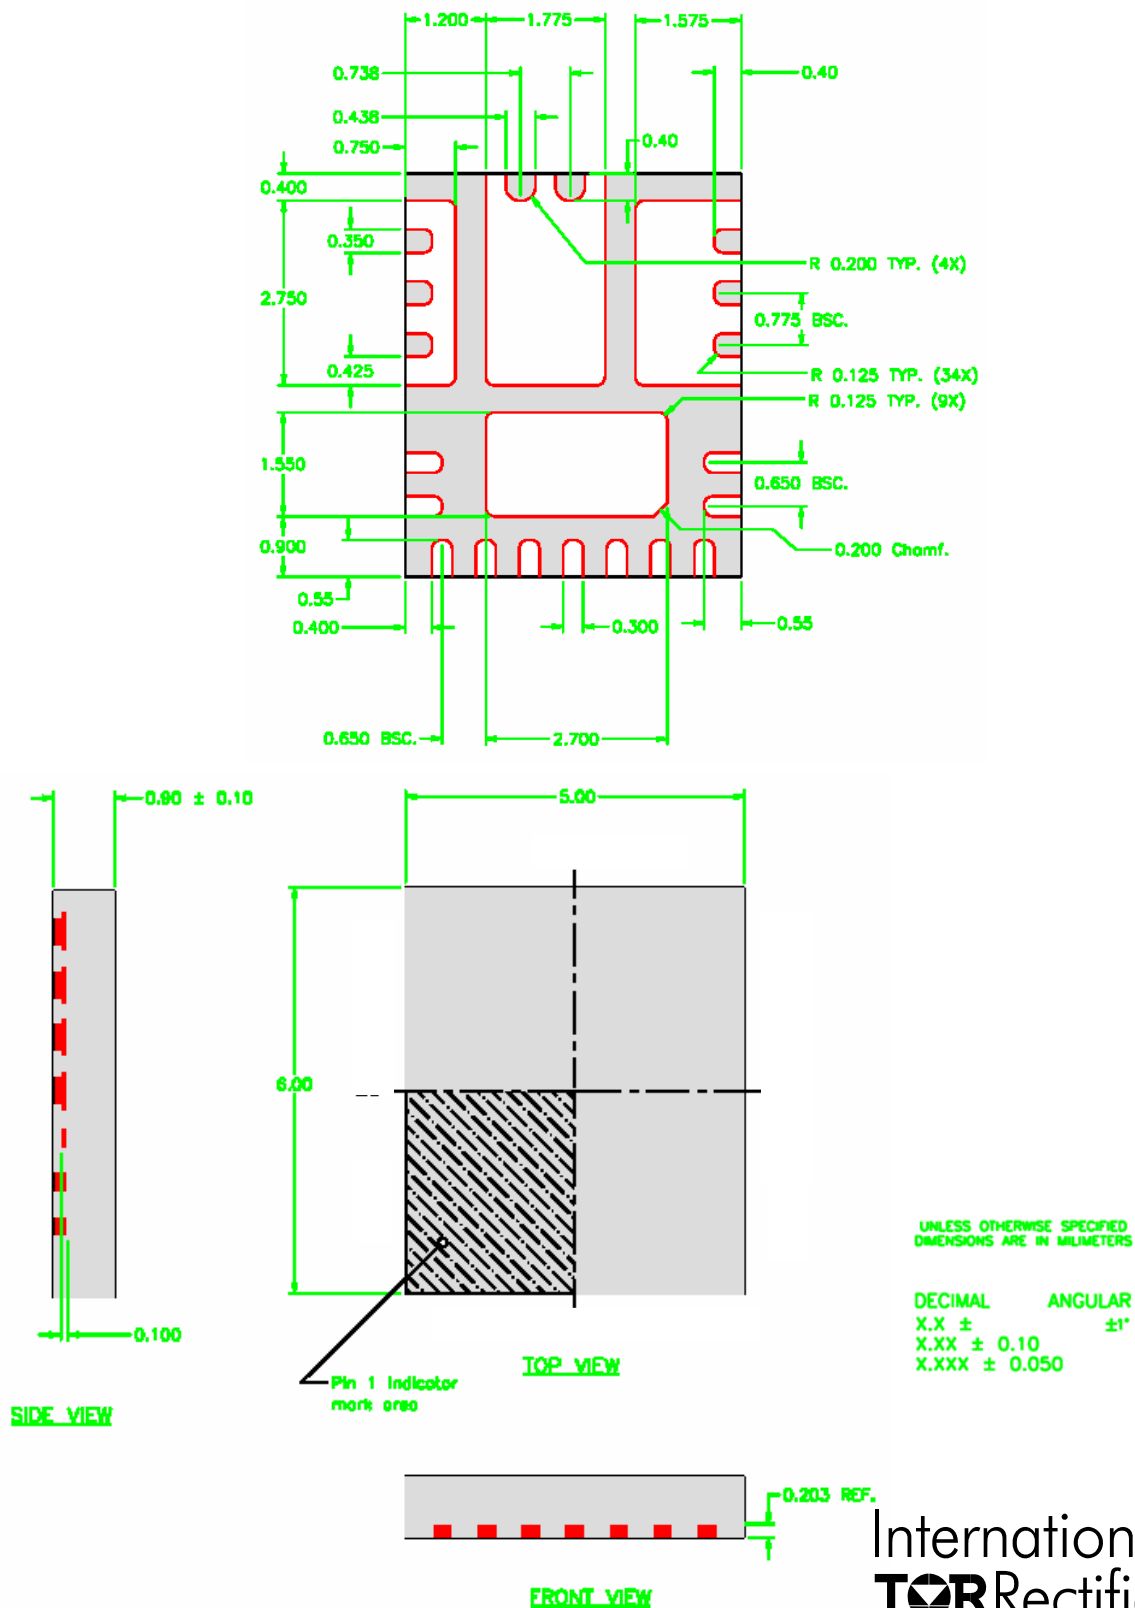 1.200
1.775
1.575
0.738
0.40
0.438
0.40
0.750
0.400
0.350
R 0.200 TYP. (4X)
2.750
0.775 BSC.
0.425
R 0.125 TYP. (34X)
R 0.125 TYP. (9X)
1.550
0.650 BSC.
0.900
0.200 Chamf.
0.55
0.400
0.300
0.55
0.650 BSC.
2.700
0.90 ± 0.10
5.00
6.00
UNLESS OTHERWISE SPECIFIED
DIMENSIONS ARE IN MILIMETERS
DECIMAL ANGULAR
X.X ± ±1°
X.XX ± 0.10
X.XXX ± 0.050
0.100
TOP VIEW
Pin 1 Indicator
mark area
SIDE VIEW
0.203 REF.
Internation
TOR Rectifi
FRONT VIEW